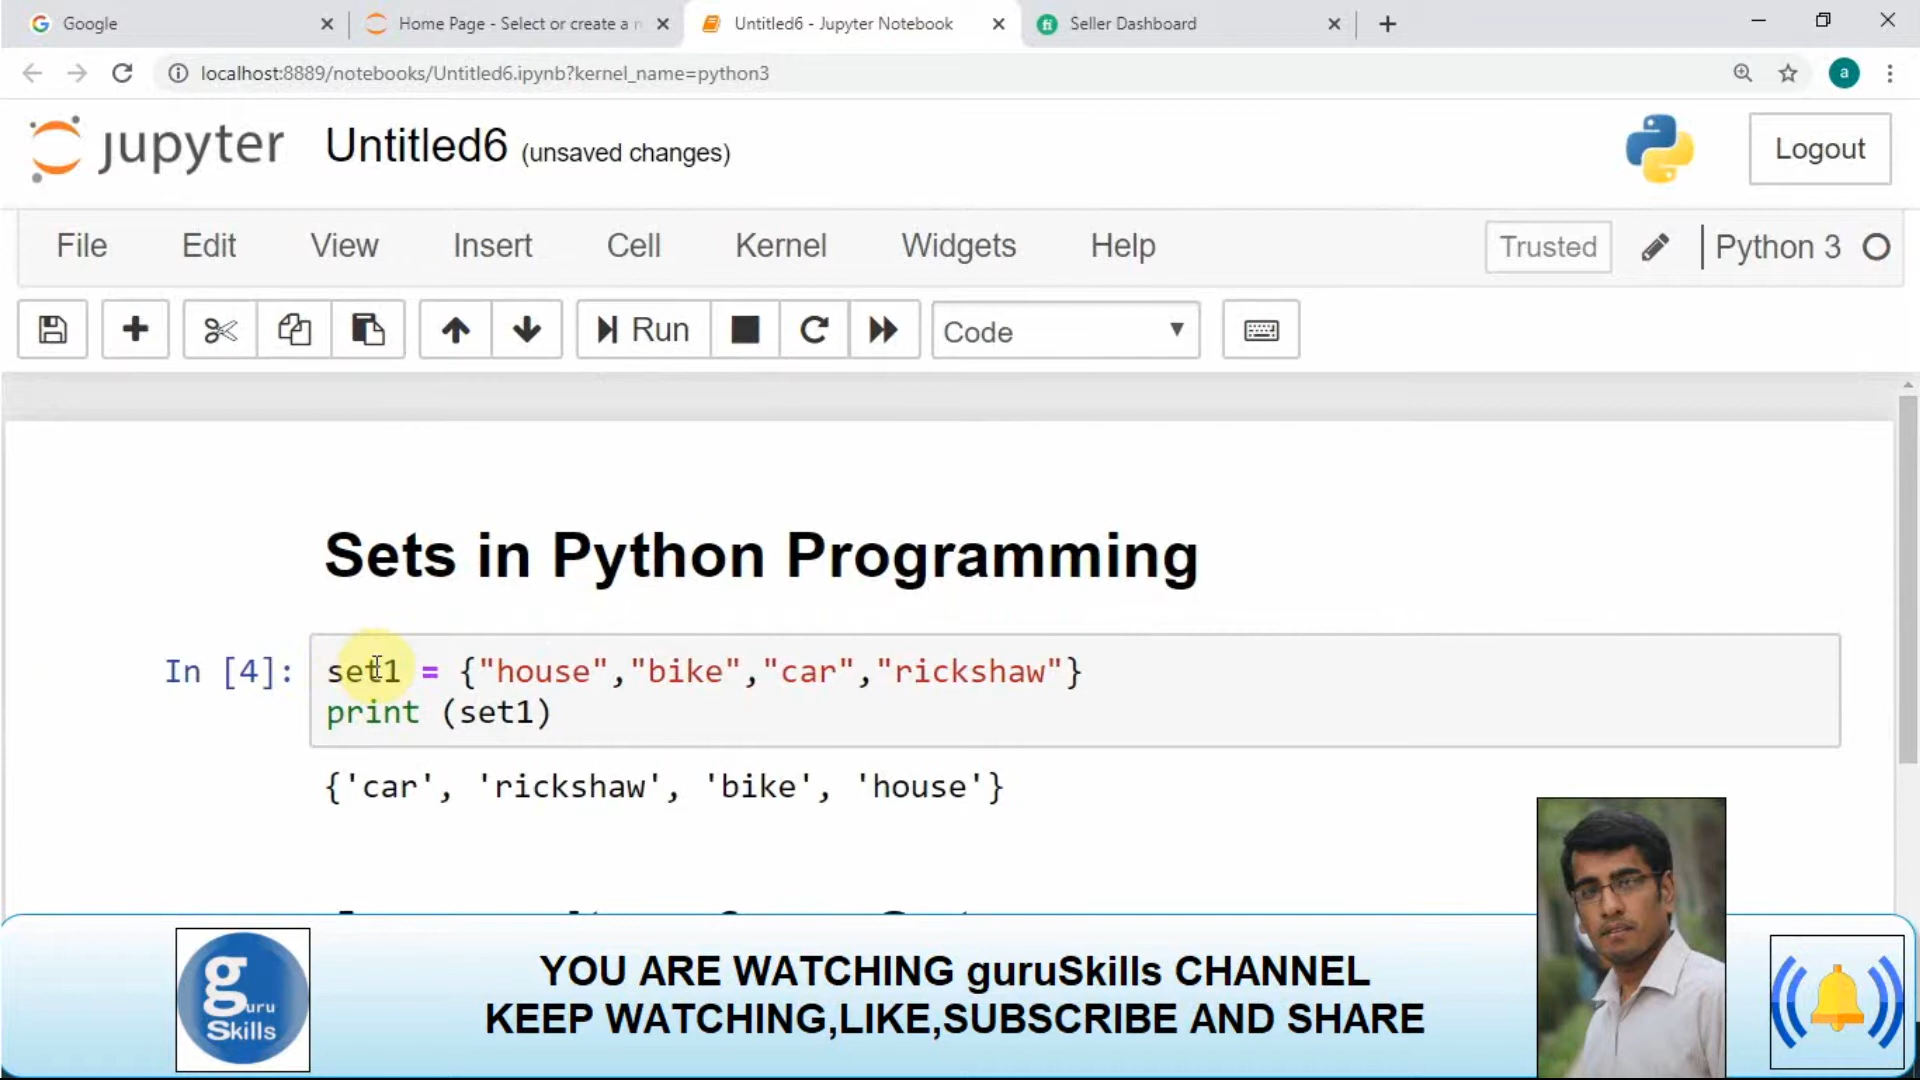 Google
Home Page - Select or create a n
Untitled6 - Jupyter Notebook
Seller Dashboard
localhost:8889/notebooks/Untitled6.ipynb?kernel_name=python3
a
jupyter
Untitled6 (unsaved changes)
Logout
File Edit View Insert Cell Kernel Widgets Help
Trusted
Python 3
Run
Code
Sets in Python Programming
In [4]:
set1 = {"house","bike","car","rickshaw"}
print (set1)
{'car', 'rickshaw', 'bike', 'house'}
guru
Skills
YOU ARE WATCHING guruSkills CHANNEL
KEEP WATCHING,LIKE,SUBSCRIBE AND SHARE